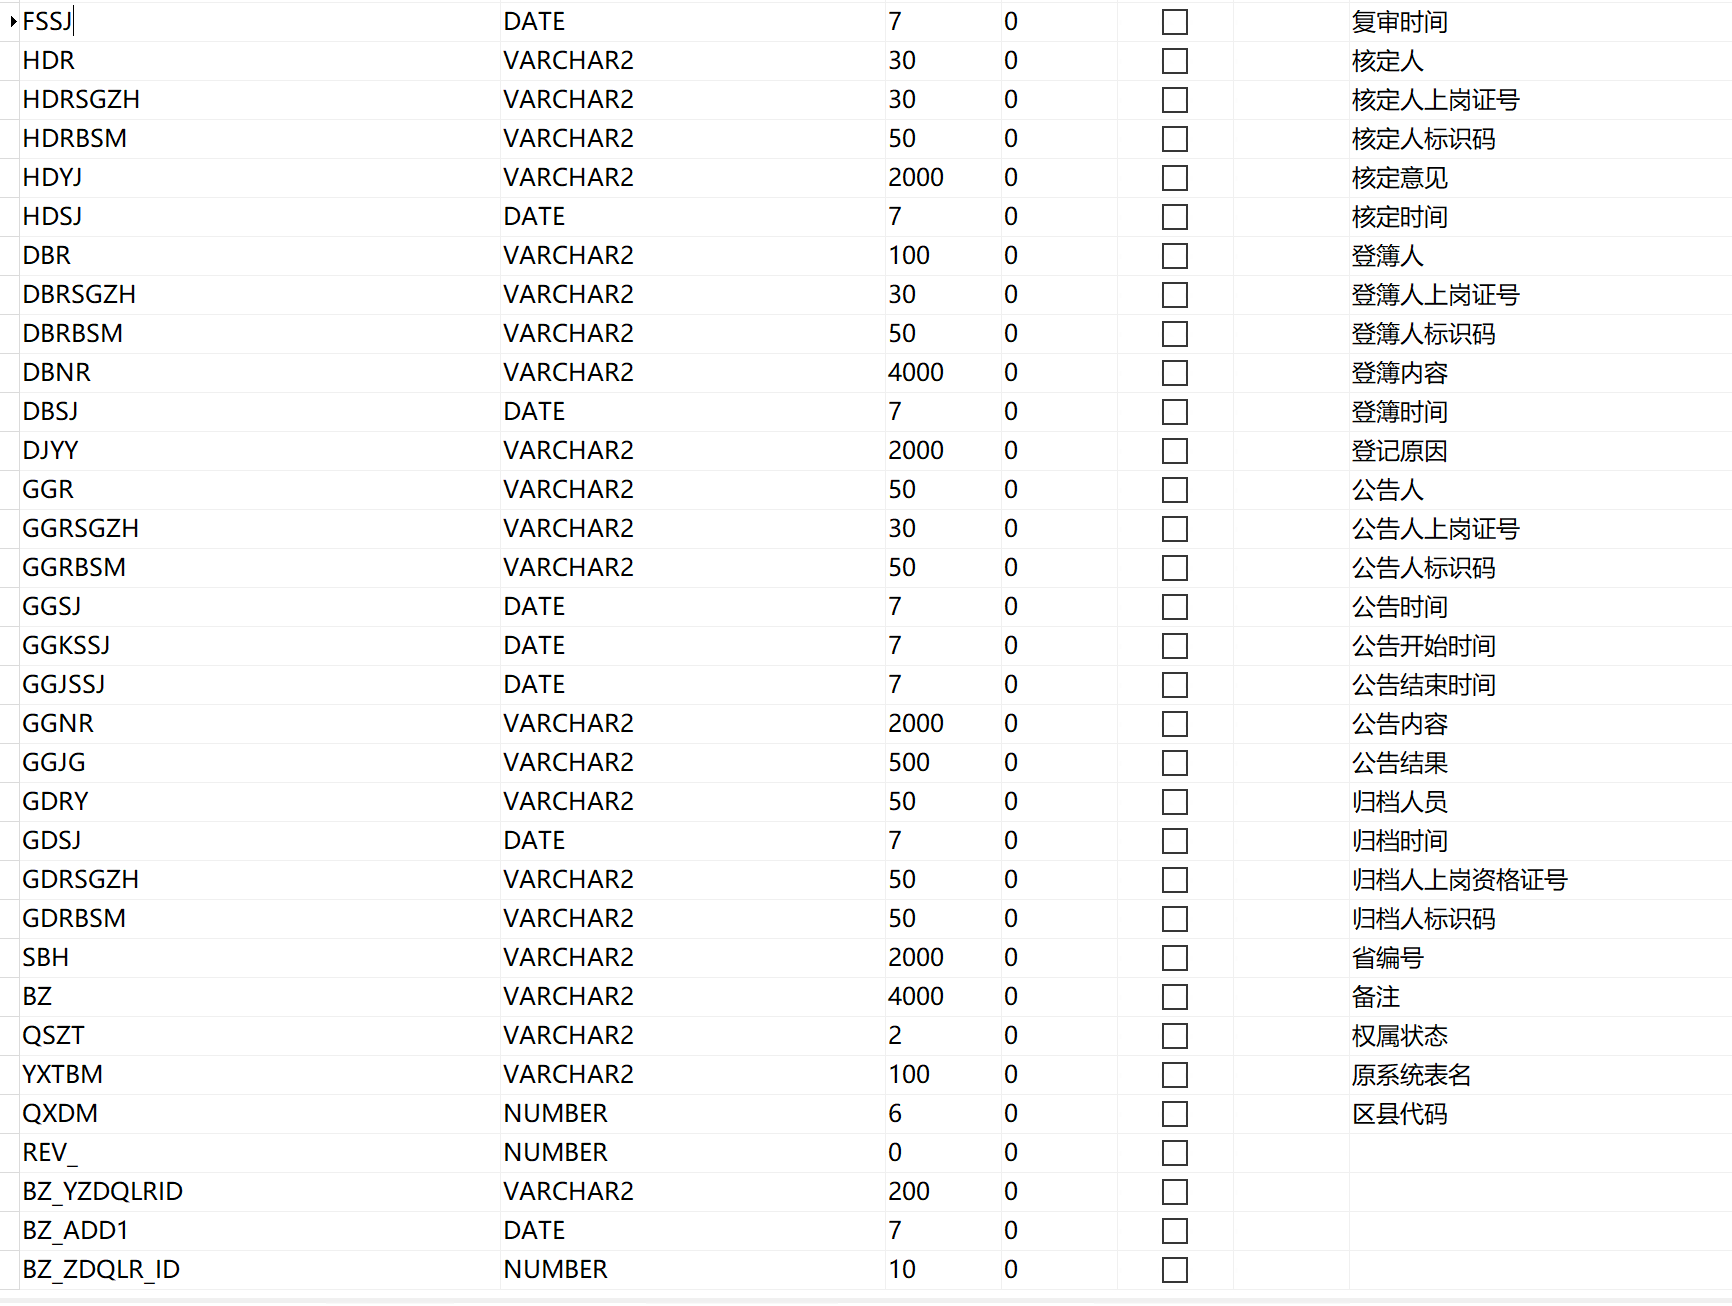 FSSJ DATE 7 0 复审时间
HDR VARCHAR2 30 0 核定人
HDRSGZH VARCHAR2 30 0 核定人上岗证号
HDRBSM VARCHAR2 50 0 核定人标识码
HDYJ VARCHAR2 2000 0 核定意见
HDSJ DATE 7 0 核定时间
DBR VARCHAR2 100 0 登簿人
DBRSGZH VARCHAR2 30 0 登簿人上岗证号
DBRBSM VARCHAR2 50 0 登簿人标识码
DBNR VARCHAR2 4000 0 登簿内容
DBSJ DATE 7 0 登簿时间
DJYY VARCHAR2 2000 0 登记原因
GGR VARCHAR2 50 0 公告人
GGRSGZH VARCHAR2 30 0 公告人上岗证号
GGRBSM VARCHAR2 50 0 公告人标识码
GGSJ DATE 7 0 公告时间
GGKSSJ DATE 7 0 公告开始时间
GGJSSJ DATE 7 0 公告结束时间
GGNR VARCHAR2 2000 0 公告内容
GGJG VARCHAR2 500 0 公告结果
GDRY VARCHAR2 50 0 归档人员
GDSJ DATE 7 0 归档时间
GDRSGZH VARCHAR2 50 0 归档人上岗资格证号
GDRBSM VARCHAR2 50 0 归档人标识码
SBH VARCHAR2 2000 0 省编号
BZ VARCHAR2 4000 0 备注
QSZT VARCHAR2 2 0 权属状态
YXTBM VARCHAR2 100 0 原系统表名
QXDM NUMBER 6 0 区县代码
REV_ NUMBER 0 0
BZ_YZDQLRID VARCHAR2 200 0
BZ_ADD1 DATE 7 0
BZ_ZDQLR_ID NUMBER 10 0